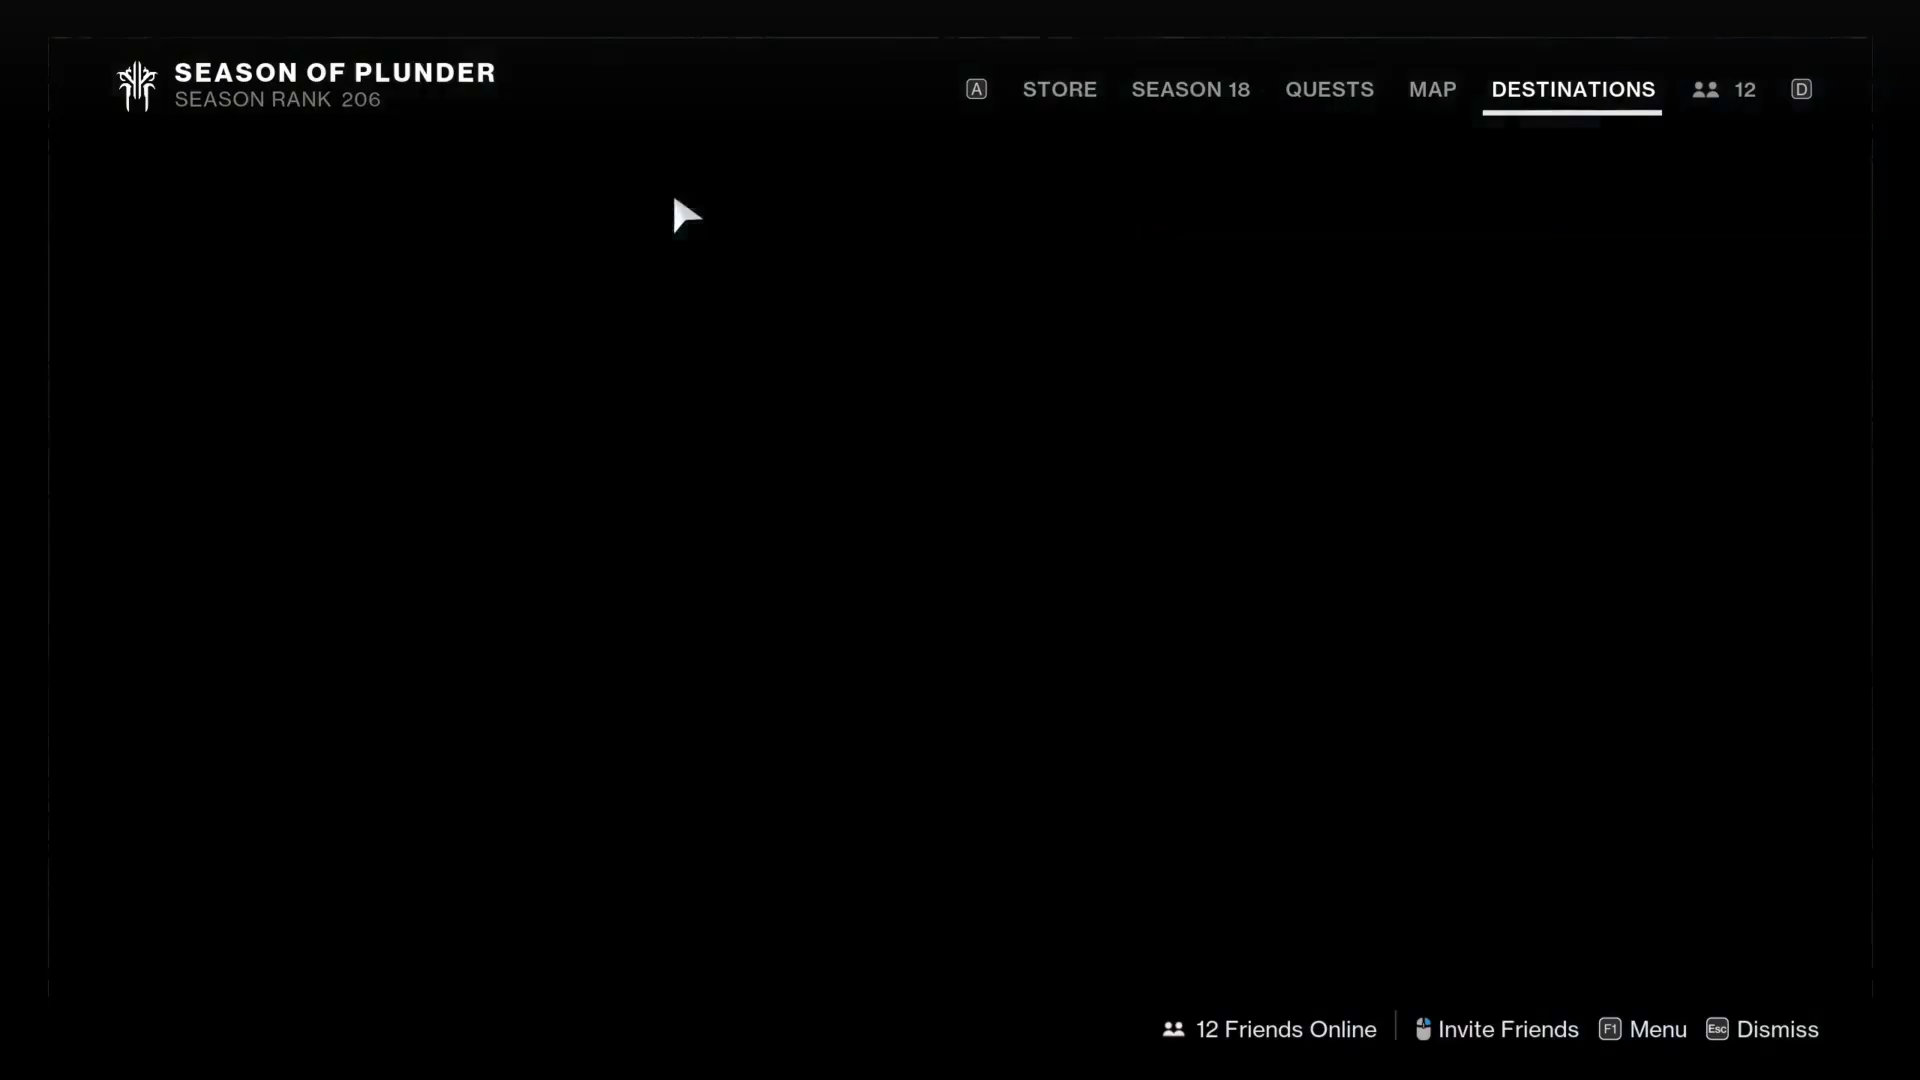 SEASON OF PLUNDER
SEASON RANK 206
A STORE SEASON 18 QUESTS MAP DESTINATIONS 12 D
12 Friends Online Invite Friends F1 Menu Esc Dismiss